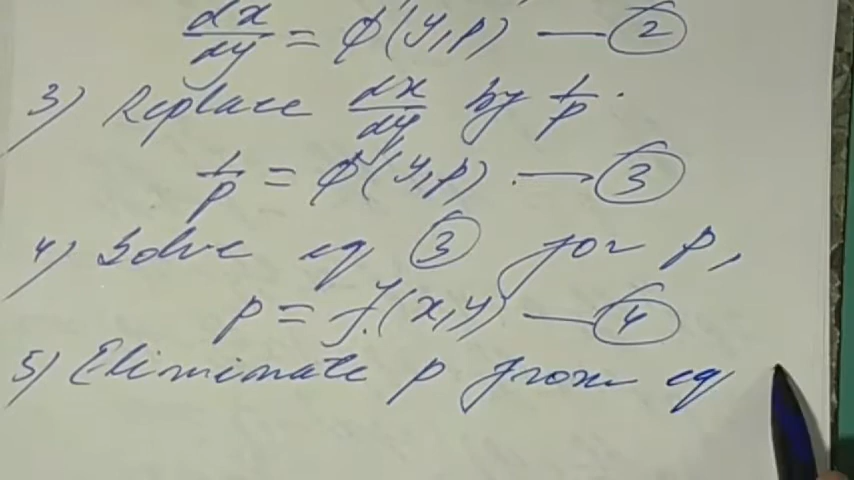 dx/dy = ϕ(y,p) — ②
3) Replace dx/dy by 1/p.
1/p = ϕ(y,p) . — ③
4) Solve eq ③ for p,
p = f(x,y) — ④
5) Eliminate p from eq